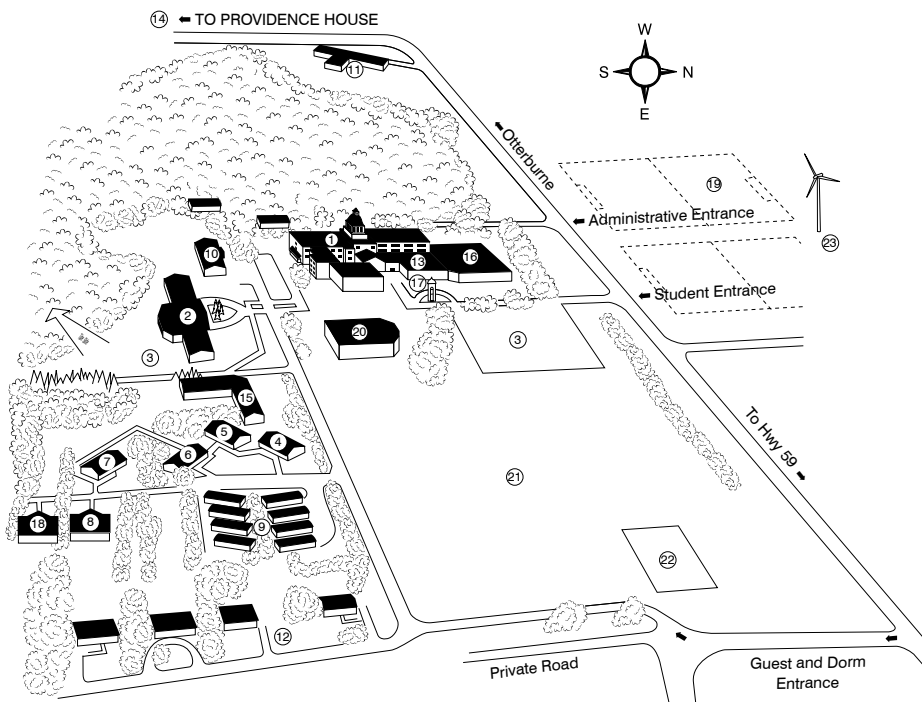 14 TO PROVIDENCE HOUSE
11
W
S N
E
Otterburne
19
Administrative Entrance
23
1
10
13
16
17
Student Entrance
2
20
3
3
15
5
4
6
7
To Hwy 59
21
9
18
8
22
12
Private Road
Guest and Dorm
Entrance